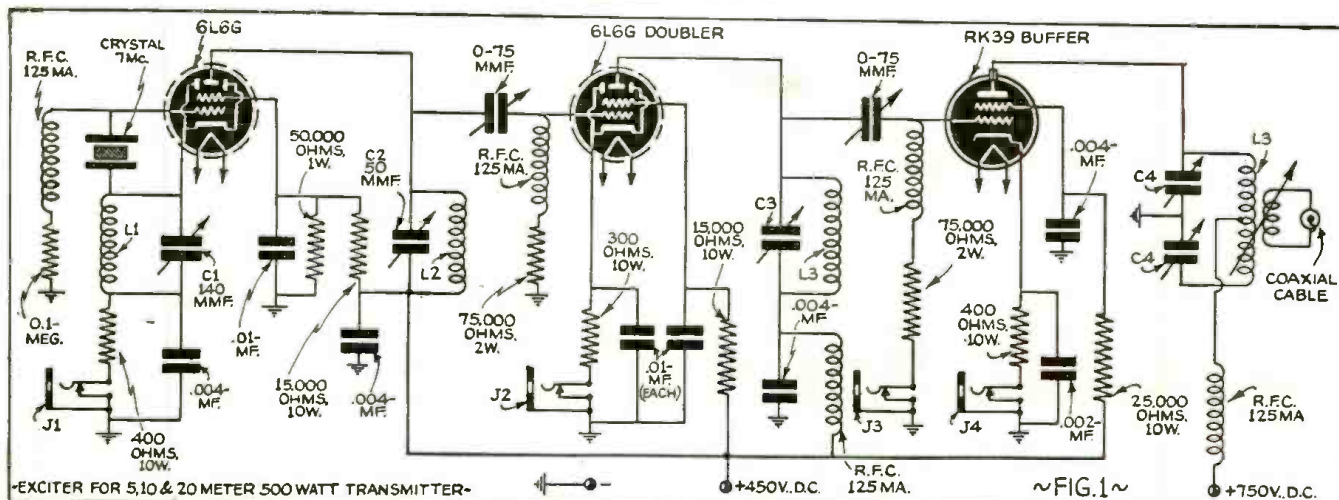 6L6G
CRYSTAL
7Mc.
R.F.C.
125 MA.
L1
C1
140
MMF.
0.1-
MEG.
.004-
MF.
J1
400
OHMS,
10W.
50,000
OHMS,
1W.
.01-
MF.
15,000
OHMS,
10W.
.004-
MF.
C2
50
MMF.
L2
0-75
MMF.
R.F.C.
125 MA.
75,000
OHMS,
2W.
6L6G DOUBLER
300
OHMS,
10W.
J2
.01-
MF.
(EACH)
15,000
OHMS,
10W.
C3
L3
.004-
MF.
R.F.C.
125 MA.
0-75
MMF.
R.F.C.
125
MA.
75,000
OHMS,
2W.
J3
RK39 BUFFER
.004-
MF.
400
OHMS,
10W.
J4
.002-
MF.
25,000
OHMS,
10W.
C4
C4
L3
COAXIAL
CABLE
R.F.C.
125 MA
-EXCITER FOR 5,10 & 20 METER 500 WATT TRANSMITTER-
-
+450V. D.C.
~FIG.1~
+750V. D.C.